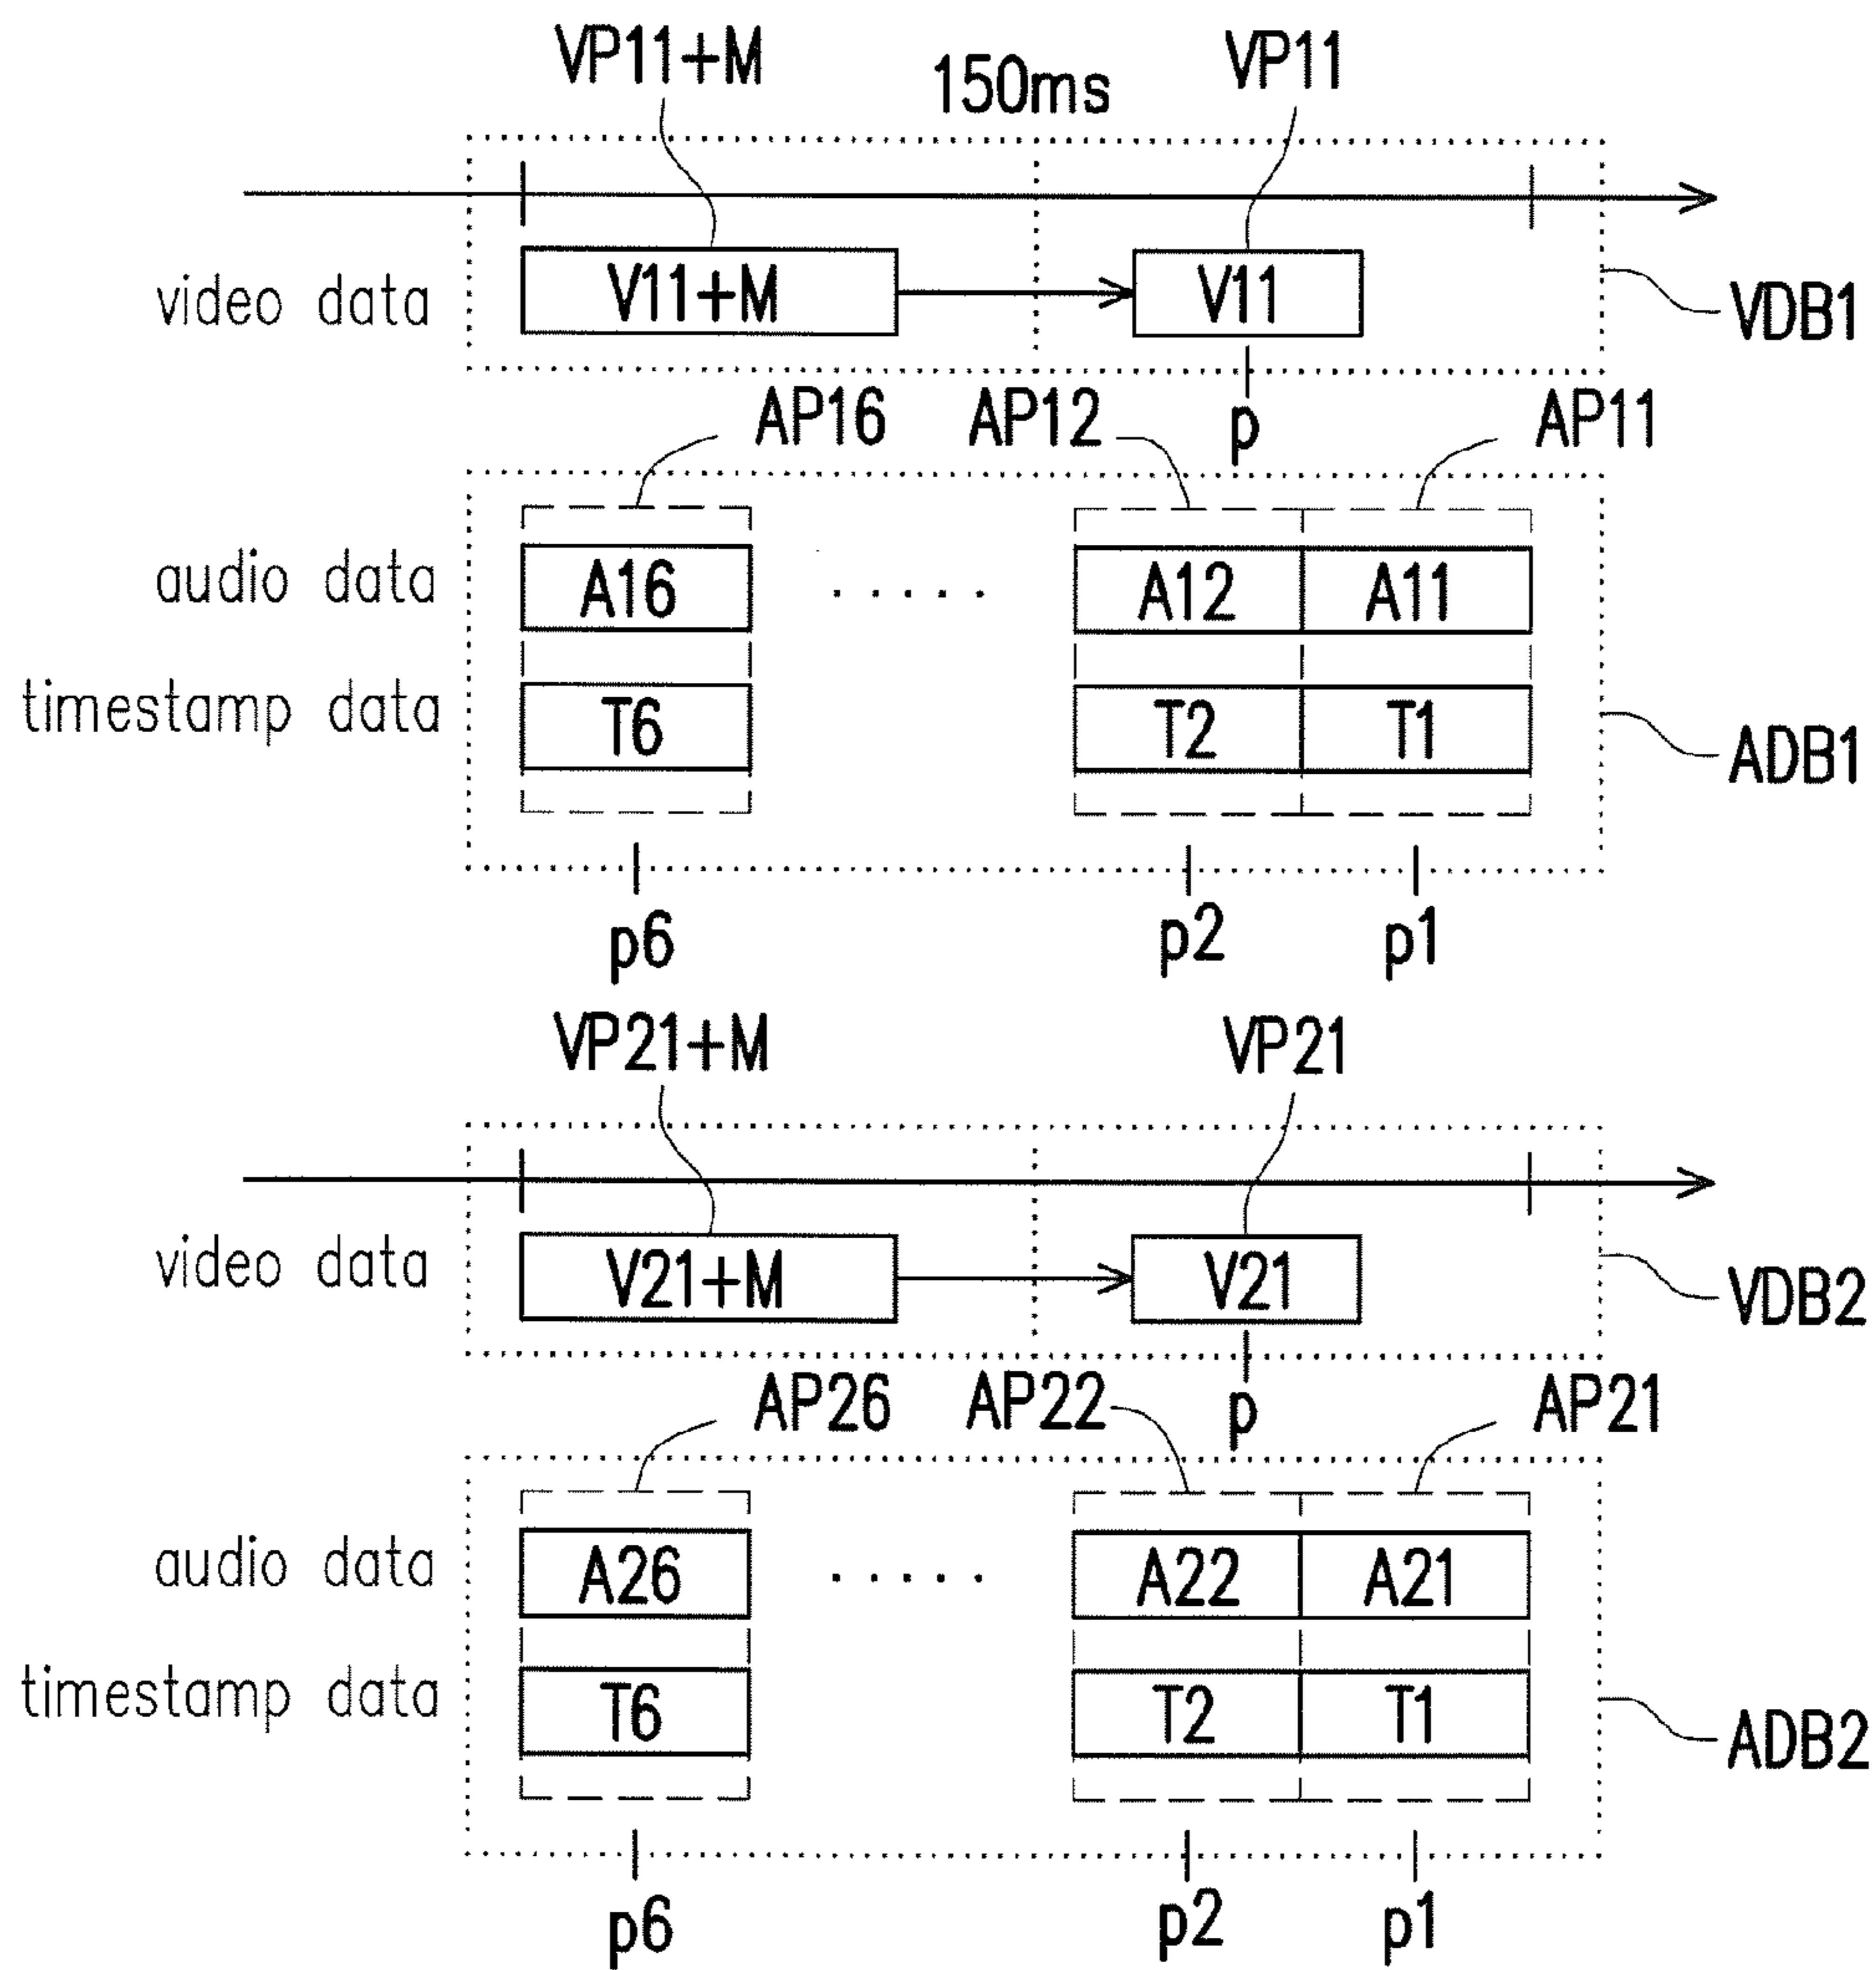 VP11+M 150ms VP11
video data V11+M V11 VDB1
AP16 AP12 p AP11
audio data A16 ..... A12 A11
timestamp data T6 T2 T1 ADB1
p6 p2 p1
VP21+M VP21
video data V21+M V21 VDB2
AP26 AP22 p AP21
audio data A26 ..... A22 A21
timestamp data T6 T2 T1 ADB2
p6 p2 p1